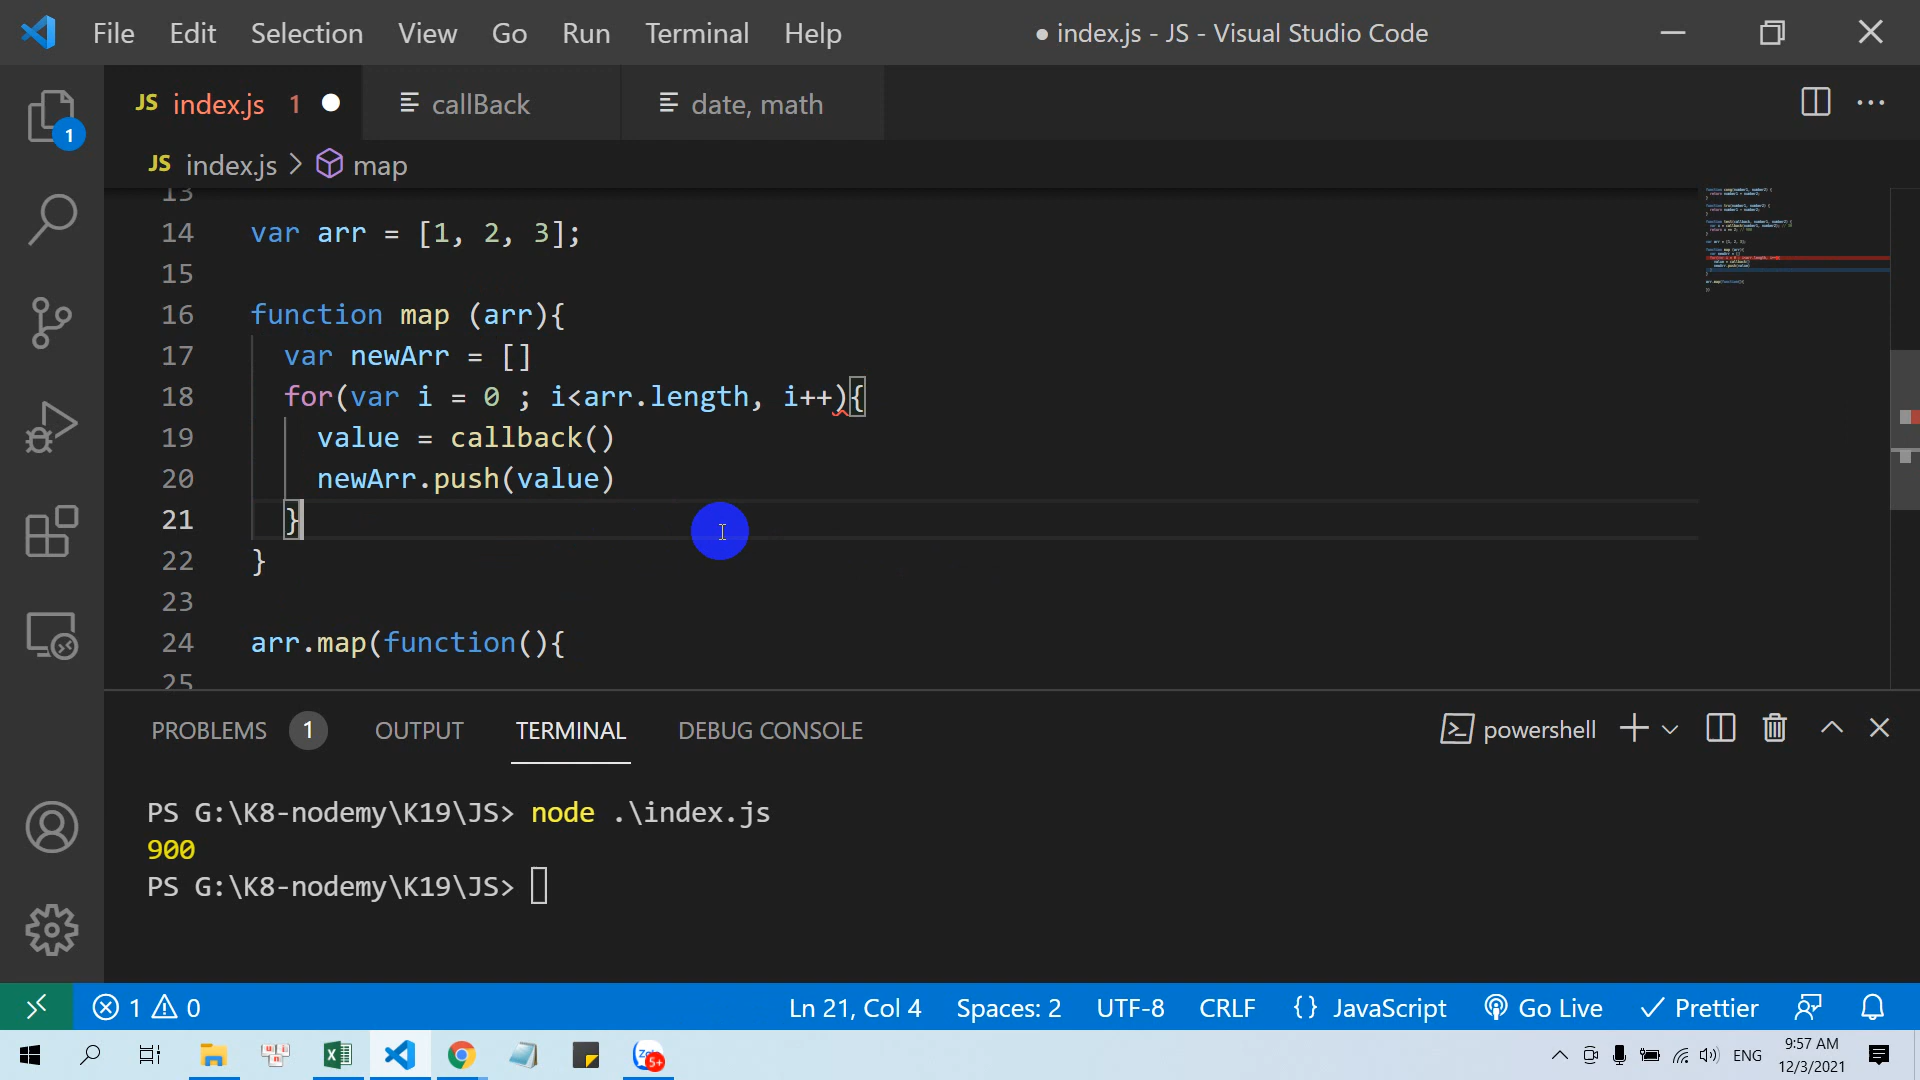 File Edit Selection View Go Run Terminal Help ● index.js - JS - Visual Studio Code
JS index.js 1 callBack date, math
1
JS index.js > map
13
14 var arr = [1, 2, 3];
15
16 function map (arr){
17 var newArr = []
18 for(var i = 0 ; i<arr.length, i++){
19 value = callback()
20 newArr.push(value)
21 }
22 }
23
24 arr.map(function(){
25
PROBLEMS 1 OUTPUT TERMINAL DEBUG CONSOLE powershell
PS G:\K8-nodemy\K19\JS> node .\index.js
900
PS G:\K8-nodemy\K19\JS>
1 0 Ln 21, Col 4 Spaces: 2 UTF-8 CRLF {} JavaScript Go Live Prettier
5+ ENG 9:57 AM
12/3/2021